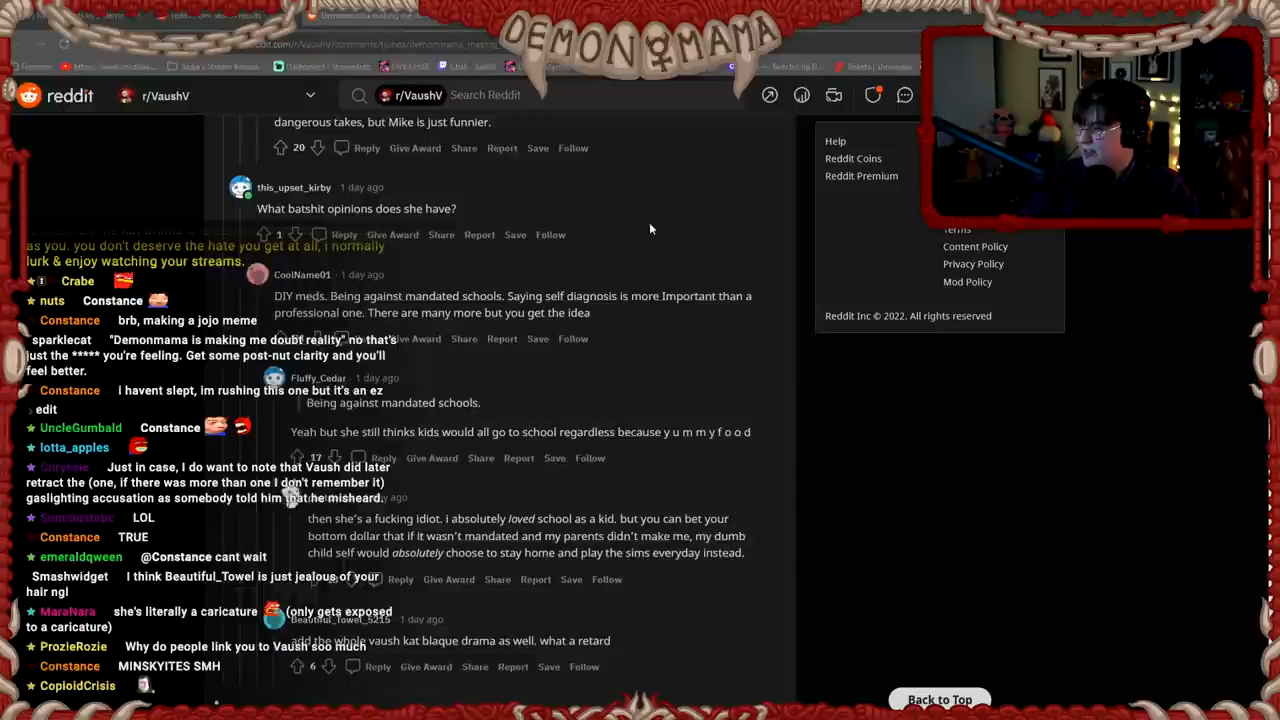 DEMON MAMA
reddit
r/VaushV
r/VaushV Search Reddit
dangerous takes, but Mike is just funnier.
20 Reply Give Award Share Report Save Follow
this_upset_kirby 1 day ago
What batshit opinions does she have?
1 Reply Give Award Share Report Save Follow
CoolName01 · 1 day ago
DIY meds. Being against mandated schools. Saying self diagnosis is more Important than a
professional one. There are many more but you get the idea
Share Report Save Follow
Fluffy_Cedar · 1 day ago
Being against mandated schools.
Yeah but she still thinks kids would all go to school regardless because y u m m y f o o d
17 Reply Give Award Share Report Save Follow
ago
then she's a fucking idiot. i absolutely loved school as a kid. but you can bet your
bottom dollar that if it wasn't mandated and my parents didn't make me, my dumb
child self would absolutely choose to stay home and play the sims everyday instead.
Reply Give Award Share Report Save Follow
Beautiful_Towel_5215 1 day ago
add the whole vaush kat blaque drama as well. what a retard
6 Reply Give Award Share Report Save Follow
as you. you don't deserve the hate you get at all, i normally
lurk & enjoy watching your streams.
Crabe
nuts Constance
Constance brb, making a jojo meme
sparklecat "Demonmama is making me doubt reality" no that's
just the ***** you're feeling. Get some post-nut clarity and you'll
feel better.
Constance i havent slept, im rushing this one but it's an ez
edit
UncleGumbald Constance
lotta_apples
Chryssie Just in case, I do want to note that Vaush did later
retract the (one, if there was more than one I don't remember it)
gaslighting accusation as somebody told him that he misheard.
LOL
Constance TRUE
emeraldqween @Constance cant wait
Smashwidget I think Beautiful_Towel is just jealous of your
hair ngl
MaraNara she's literally a caricature (only gets exposed
to a caricature)
ProzieRozie Why do people link you to Vaush soo much
Constance MINSKYITES SMH
CopioidCrisis
Help
Reddit Coins
Reddit Premium
Terms
Content Policy
Privacy Policy
Mod Policy
Reddit Inc © 2022. All rights reserved
Back to Top